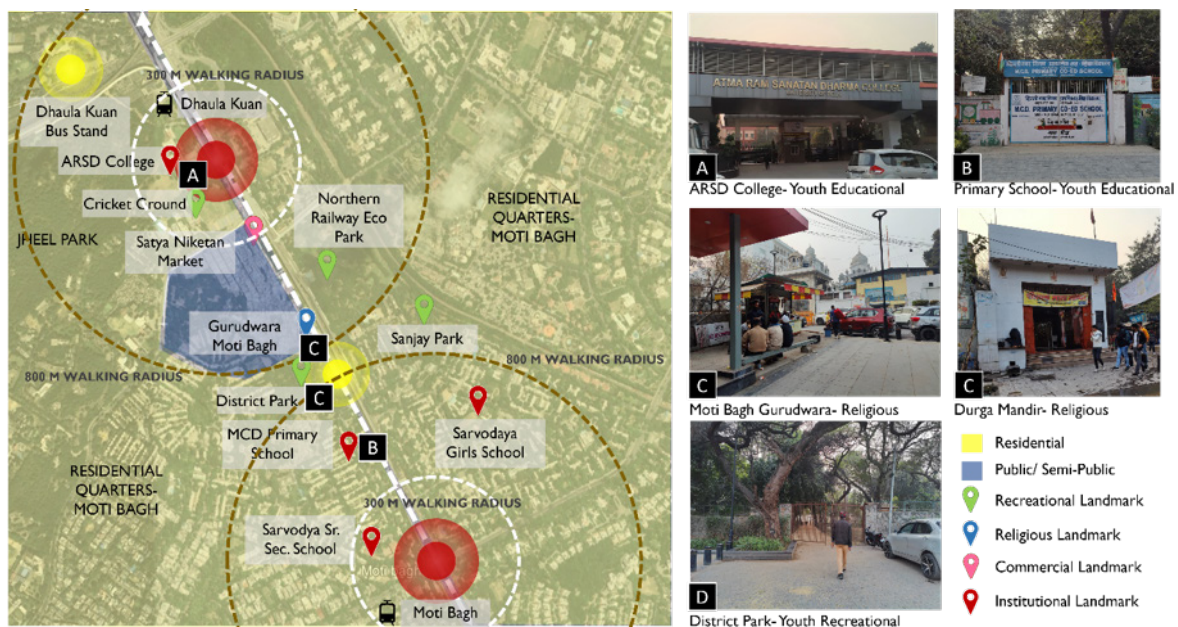 300 M WALKING RADIUS
Dhaula Kuan
Dhaula Kuan
Bus Stand
ARSD College
A
Cricket Ground
Northern
Railway Eco
Park
RESIDENTIAL
QUARTERS-
MOTI BAGH
JHEEL PARK
Satya Niketan
Market
Gurudwara
Moti Bagh
C
Sanjay Park
800 M WALKING RADIUS
800 M WALKING RADIUS
District Park
C
MCD Primary
School
B
Sarvodaya
Girls School
RESIDENTIAL
QUARTERS-
MOTI BAGH
300 M WALKING RADIUS
Sarvodya Sr.
Sec. School
Moti Bagh
Moti Bagh
ATMA RAM SANATAN DHARMA COLLEGE
A
ARSD College- Youth Educational
M.C.D. PRIMARY CO-ED SCHOOL
M.C.D. PRIMARY CO-ED SCHOOL
B
Primary School- Youth Educational
C
Moti Bagh Gurudwara- Religious
C
Durga Mandir- Religious
D
District Park- Youth Recreational
Residential
Public/ Semi-Public
Recreational Landmark
Religious Landmark
Commercial Landmark
Institutional Landmark